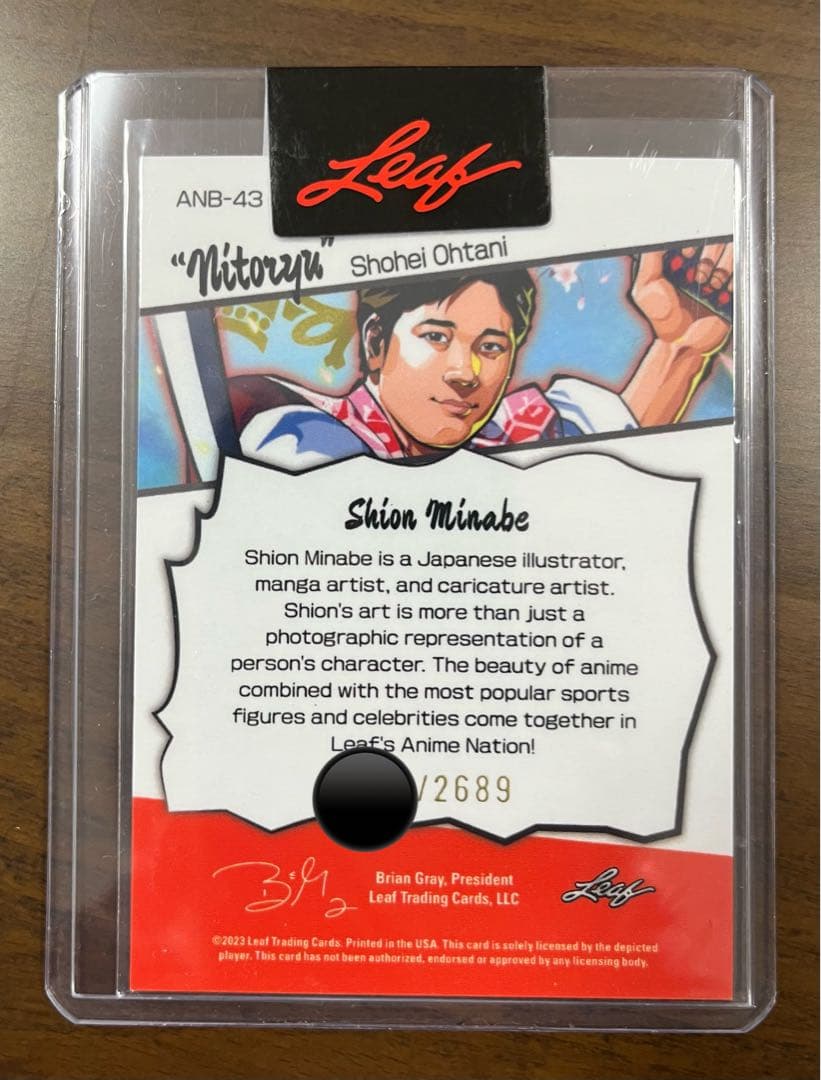 Leaf
ANB-43
"Nitoryu" Shohei Ohtani
Shion Minabe
Shion Minabe is a Japanese illustrator,
manga artist, and caricature artist.
Shion's art is more than just a
photographic representation of a
person's character. The beauty of anime
combined with the most popular sports
figures and celebrities come together in
Leaf's Anime Nation!
/2689
Brian Gray, President
Leaf Trading Cards, LLC
Leaf
©2023 Leaf Trading Cards. Printed in the USA. This card is solely licensed by the depicted
player. This card has not been authorized, endorsed or approved by any licensing body.